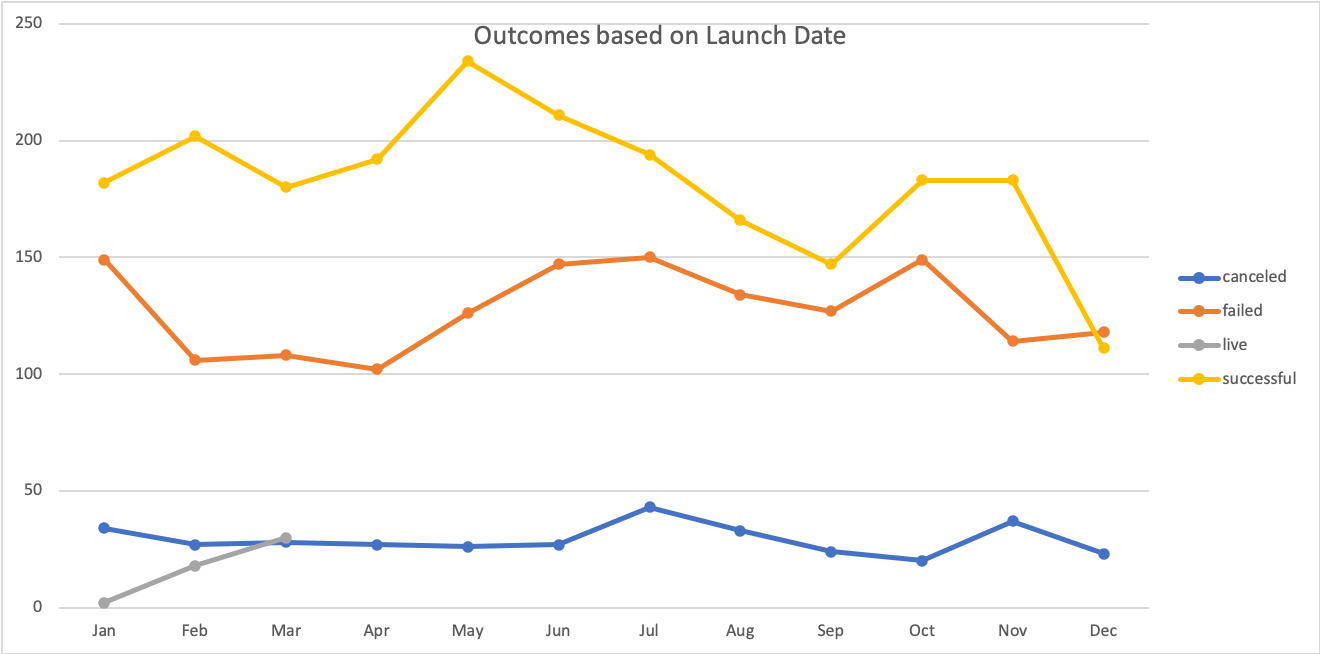 Outcomes based on Launch Date
250
200
150
100
50
0
Jan Feb Mar Apr May Jun Jul Aug Sep Oct Nov Dec
canceled
failed
live
successful